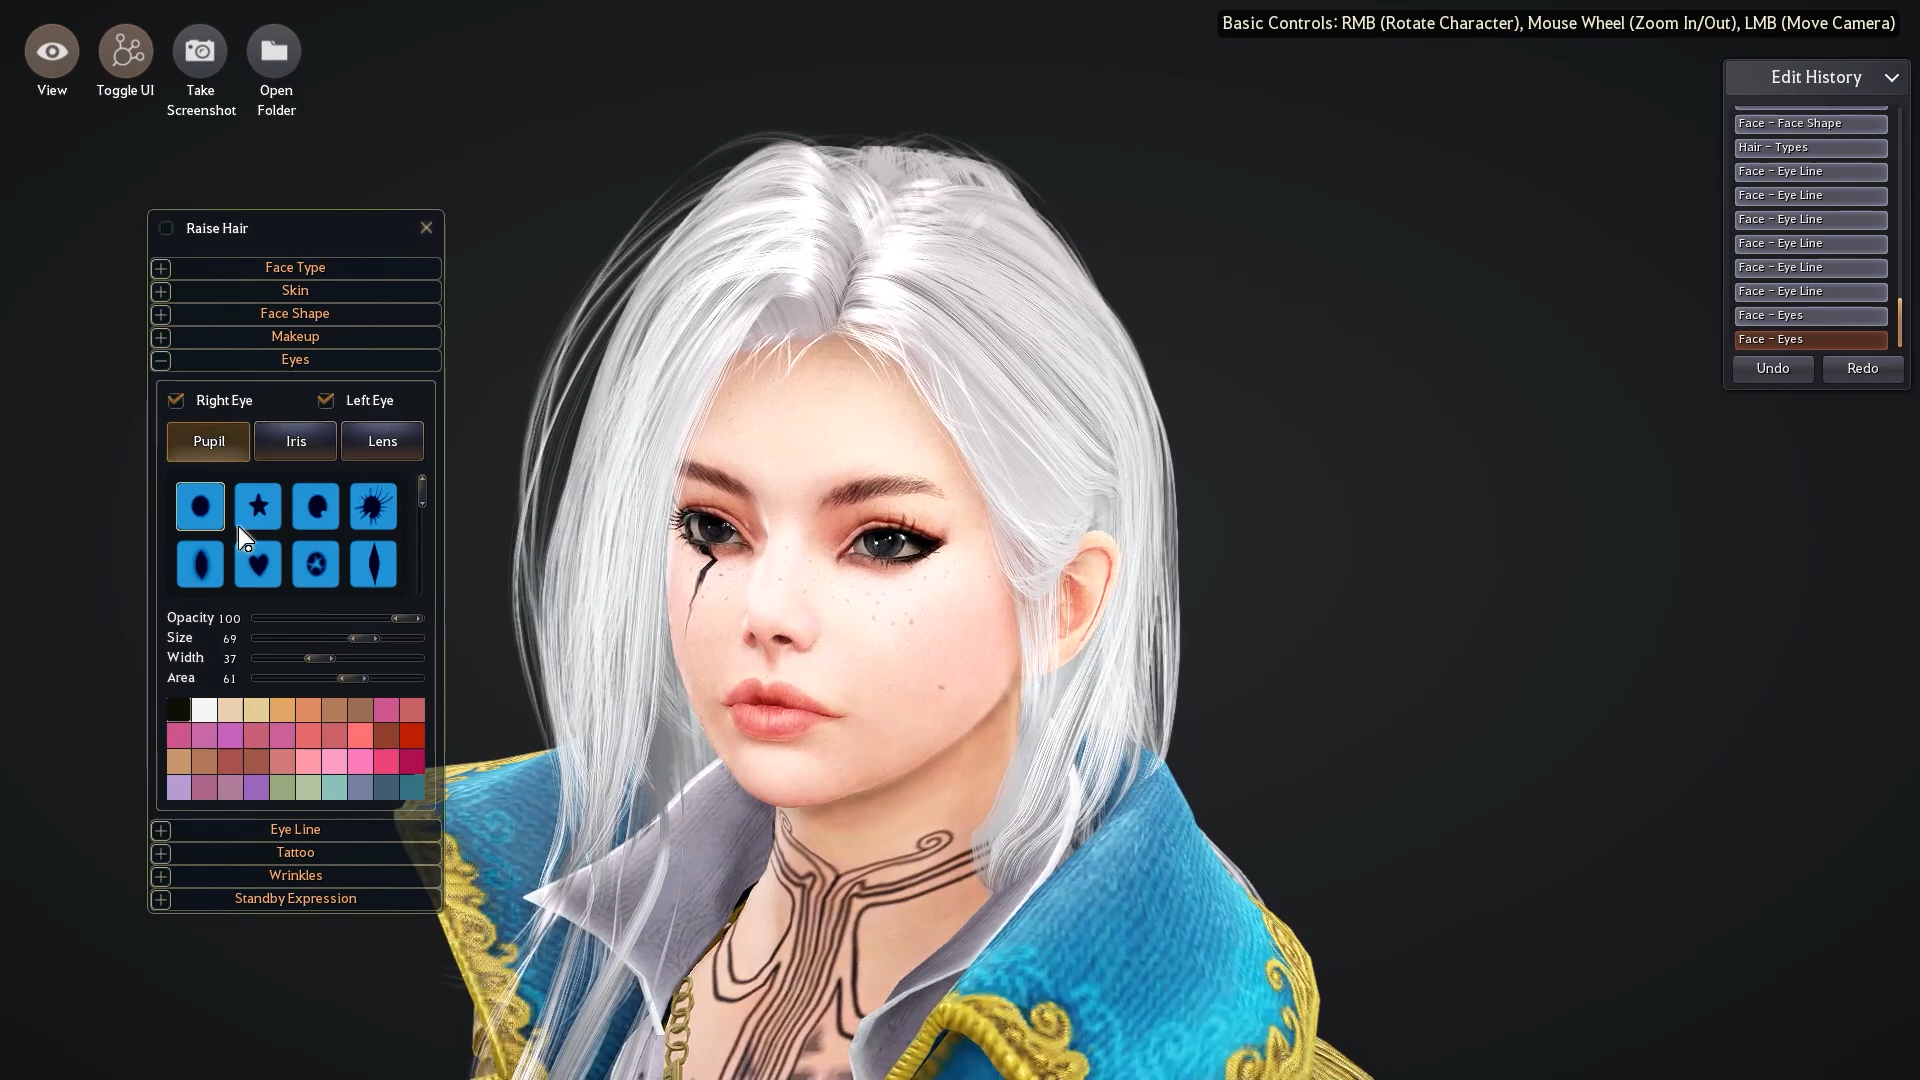 Basic Controls: RMB (Rotate Character), Mouse Wheel (Zoom In/Out), LMB (Move Camera)
View
Toggle UI
Take
Screenshot
Open
Folder
Edit History
Face - Face Shape
Hair - Types
Face - Eye Line
Face - Eye Line
Face - Eye Line
Face - Eye Line
Face - Eye Line
Face - Eye Line
Face - Eyes
Face - Eyes
Undo
Redo
Raise Hair
Face Type
Skin
Face Shape
Makeup
Eyes
Right Eye
Left Eye
Pupil
Iris
Lens
Opacity 100
Size 69
Width 37
Area 61
Eye Line
Tattoo
Wrinkles
Standby Expression